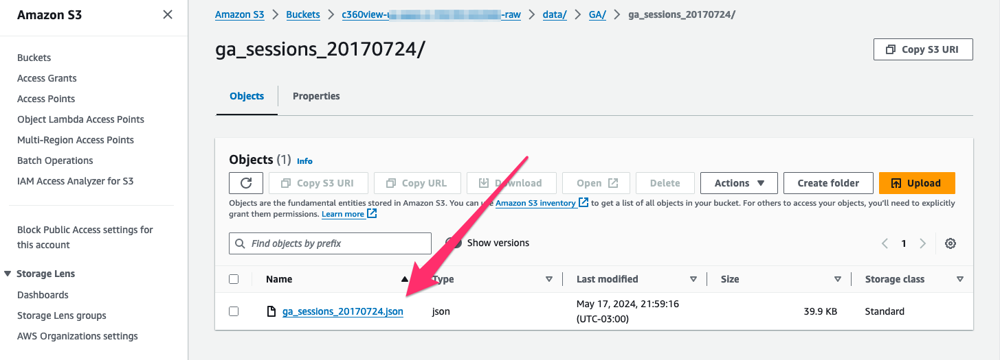 Amazon S3
Amazon S3 > Buckets > c360view- -raw > data/ > GA/ > ga_sessions_20170724/
ga_sessions_20170724/
Copy S3 URI
Buckets
Access Grants
Access Points
Object Lambda Access Points
Multi-Region Access Points
Batch Operations
IAM Access Analyzer for S3
Block Public Access settings for
this account
Storage Lens
Dashboards
Storage Lens groups
AWS Organizations settings
Objects
Properties
Objects (1) Info
Copy S3 URI Copy URL Download Open Delete Actions Create folder Upload
Objects are the fundamental entities stored in Amazon S3. You can Amazon S3 inventory to get a list of all objects in your bucket. For others to access your objects, you'll need to explicitly
grant them permissions. Learn more
Find objects by prefix Show versions 1
Name Type Last modified Size Storage class
ga_sessions_20170724.json json May 17, 2024, 21:59:16 39.9 KB Standard
(UTC-03:00)